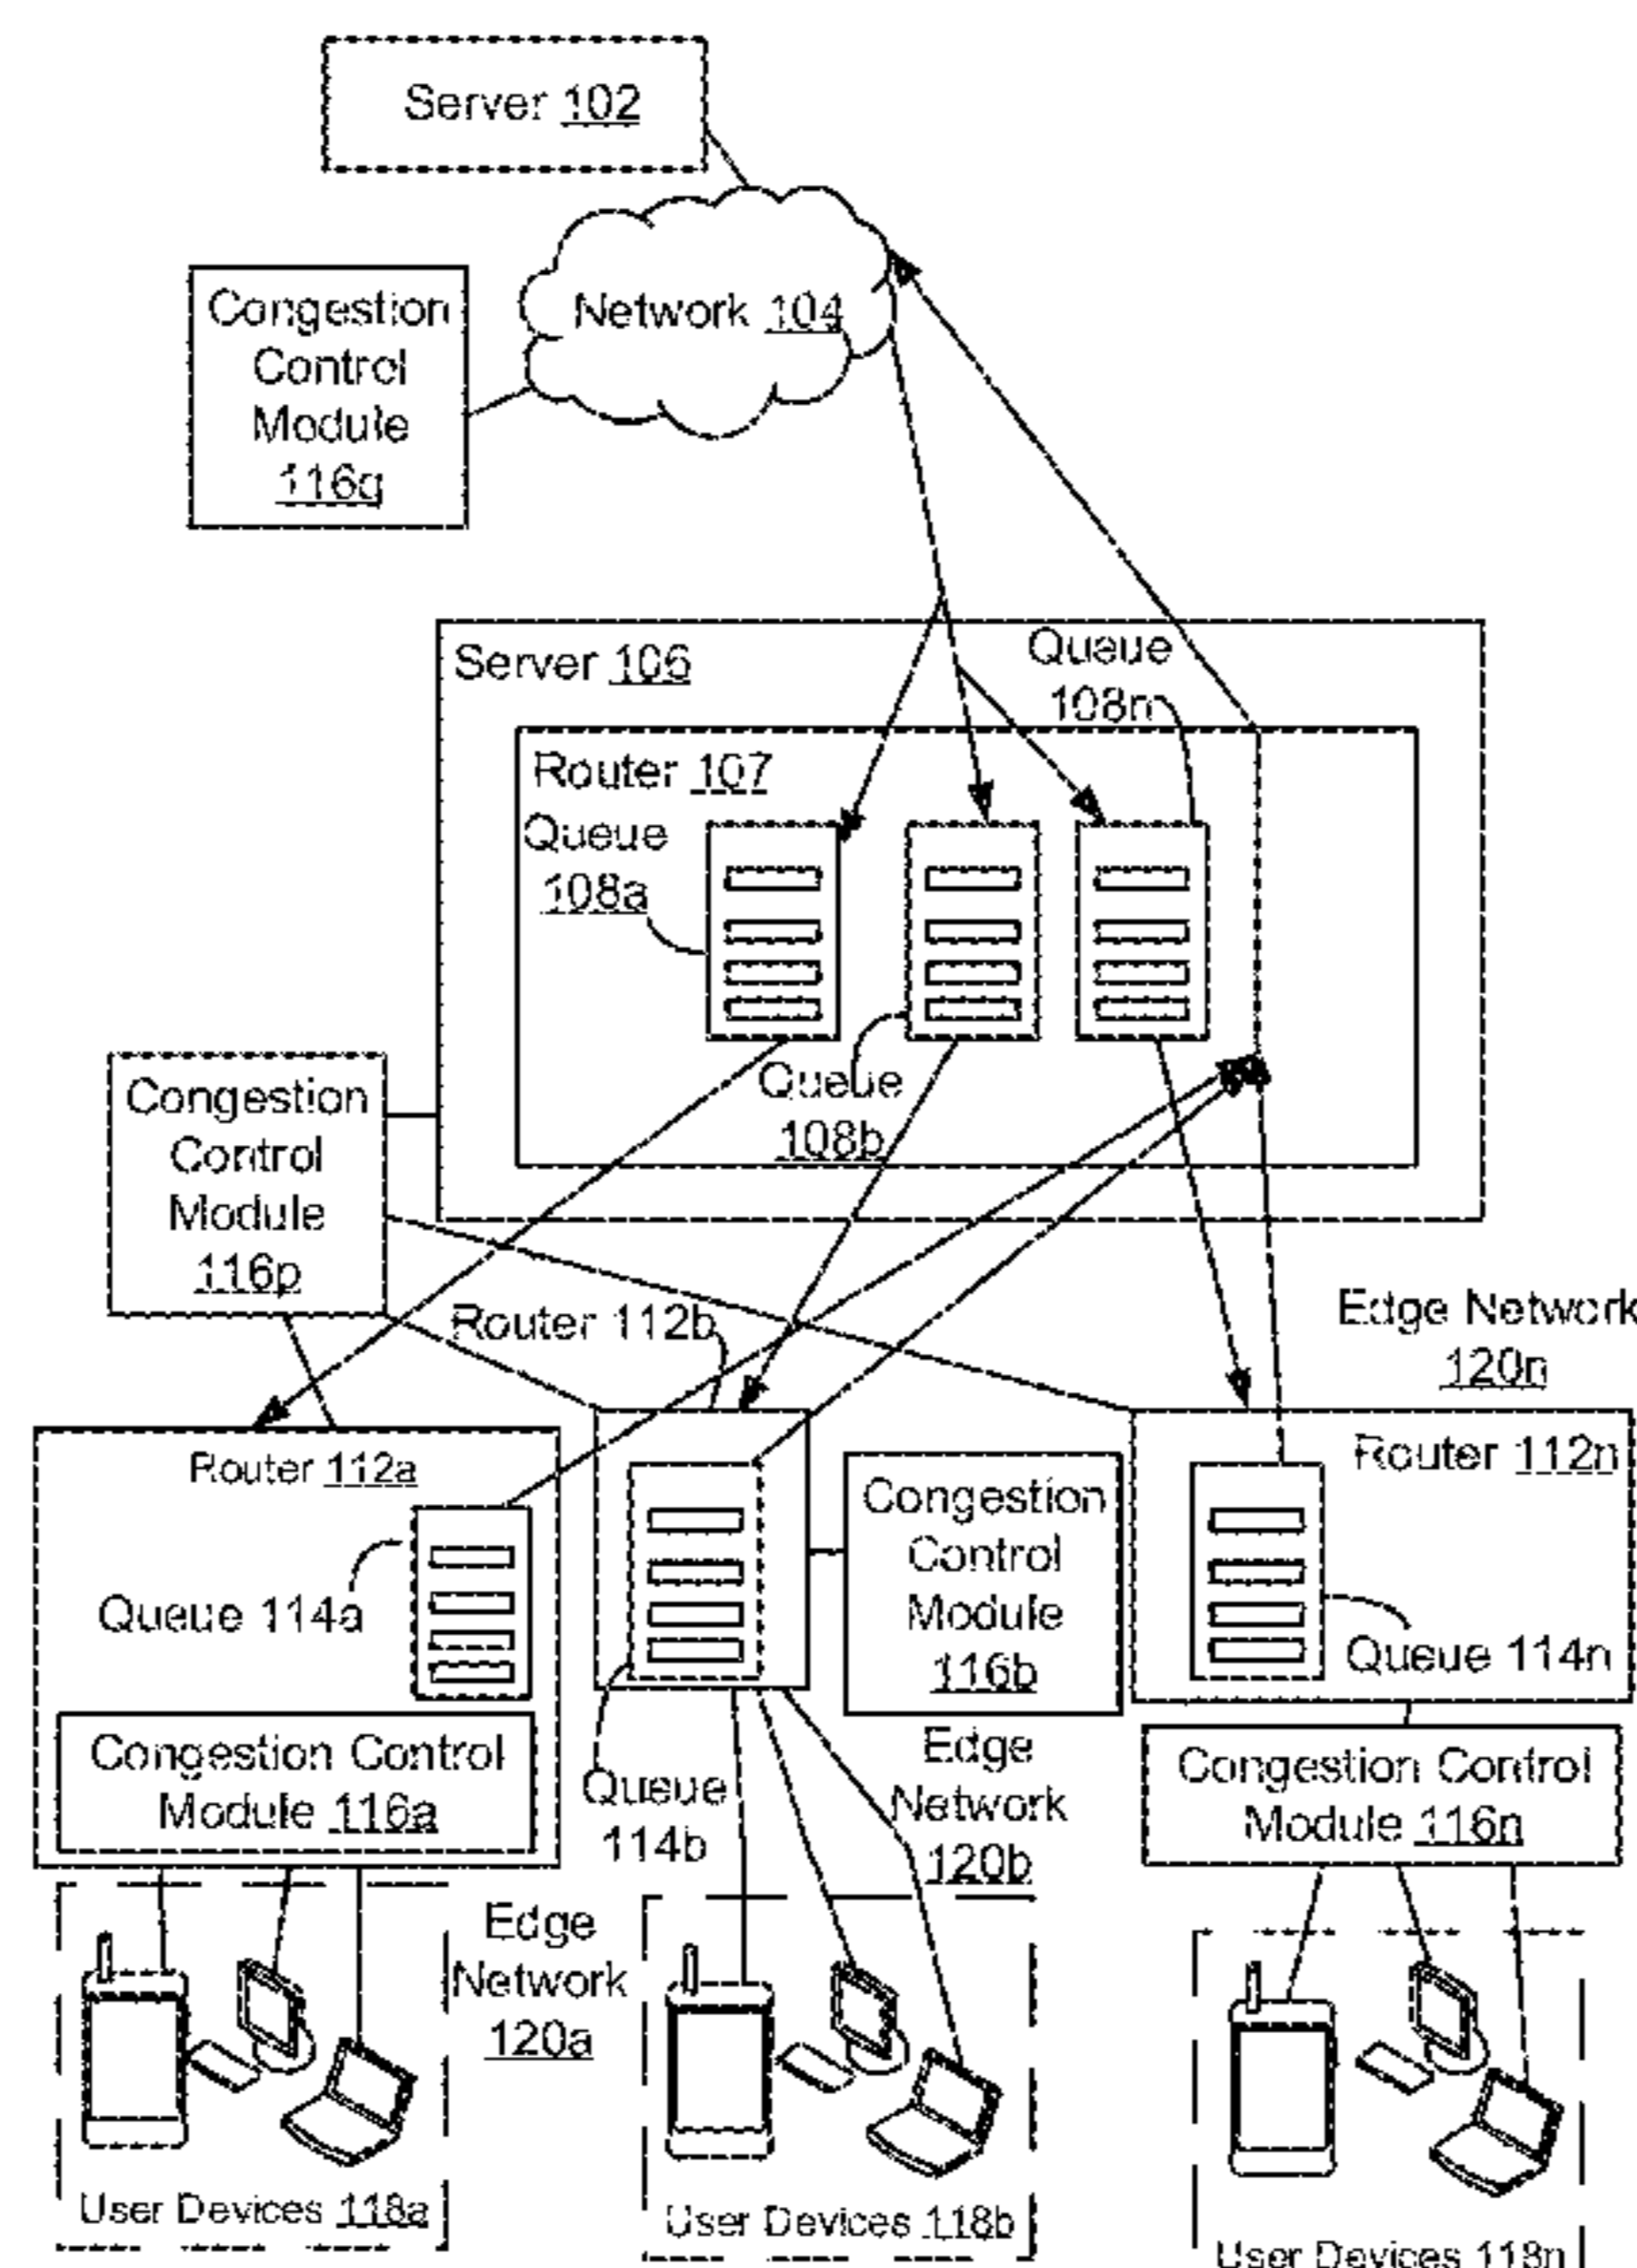 Server 102
Network 104
Congestion
Control
Module
116q
Server 106
Queue
108n
Router 107
Queue
108a
Queue
108b
Congestion
Control
Module
116p
Router 112b
Edge Network
120n
Router 112a
Queue 114a
Congestion Control
Module 116a
Congestion
Control
Module
116b
Router 112n
Queue 114n
Queue
114b
Edge
Network
120b
Congestion Control
Module 116n
Edge
Network
120a
User Devices 118a
User Devices 118b
User Devices 118n